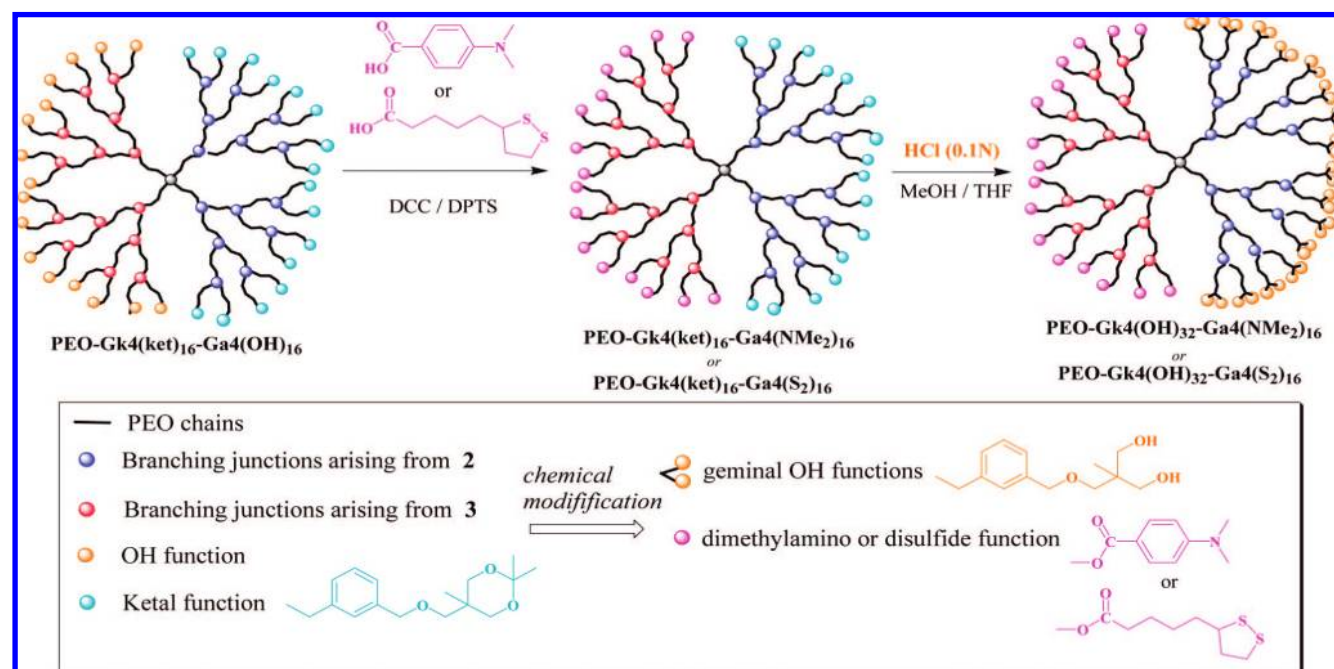 O
HO
N
or
O
HO
S
S
DCC / DPTS
HCl (0.1N)
MeOH / THF
PEO-Gk4(ket)16-Ga4(OH)16
PEO-Gk4(ket)16-Ga4(NMe2)16
or
PEO-Gk4(ket)16-Ga4(S2)16
PEO-Gk4(OH)32-Ga4(NMe2)16
or
PEO-Gk4(OH)32-Ga4(S2)16
PEO chains
Branching junctions arising from 2
Branching junctions arising from 3
OH function
Ketal function
O
O
O
chemical
modifification
geminal OH functions
O
OH
OH
dimethylamino or disulfide function
O
O
N
or
O
O
S
S